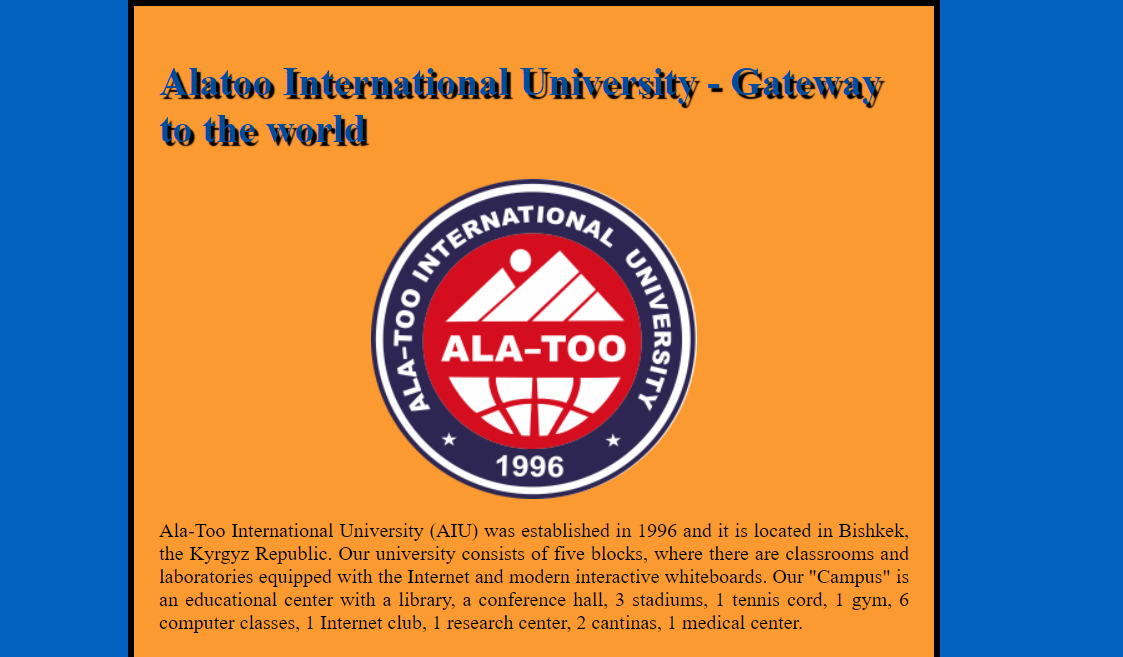 Alatoo International University - Gateway
to the world
ALA-TOO INTERNATIONAL UNIVERSITY
ALA-TOO
1996
Ala-Too International University (AIU) was established in 1996 and it is located in Bishkek,
the Kyrgyz Republic. Our university consists of five blocks, where there are classrooms and
laboratories equipped with the Internet and modern interactive whiteboards. Our "Campus" is
an educational center with a library, a conference hall, 3 stadiums, 1 tennis cord, 1 gym, 6
computer classes, 1 Internet club, 1 research center, 2 cantinas, 1 medical center.